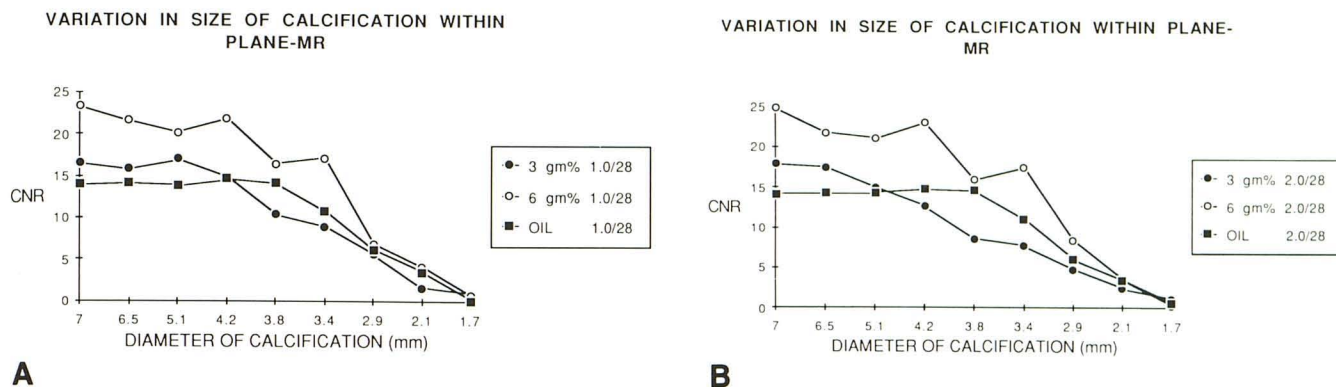 VARIATION IN SIZE OF CALCIFICATION WITHIN
PLANE-MR
25
20
15
10
5
0
CNR
7 6.5 5.1 4.2 3.8 3.4 2.9 2.1 1.7
DIAMETER OF CALCIFICATION (mm)
3 gm% 1.0/28
6 gm% 1.0/28
OIL 1.0/28
A
VARIATION IN SIZE OF CALCIFICATION WITHIN PLANE-
MR
25
20
15
10
5
0
CNR
7 6.5 5.1 4.2 3.8 3.4 2.9 2.1 1.7
DIAMETER OF CALCIFICATION (mm)
3 gm% 2.0/28
6 gm% 2.0/28
OIL 2.0/28
B